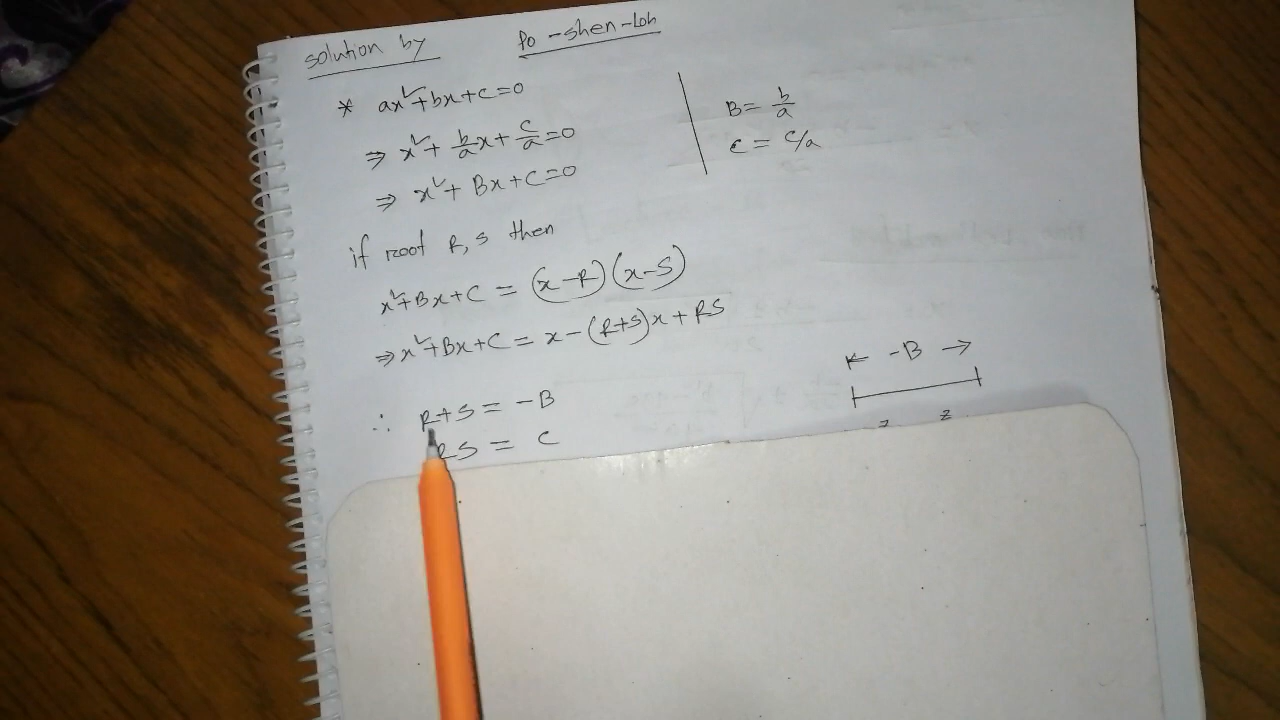 solution by Po-shen-Loh
* ax²+bx+c=0
⇒ x²+ b/a x+ c/a =0
⇒ x²+ Bx+C=0
B= b/a
C = c/a
if root R, S then
x²+Bx+C = (x-R)(x-S)
⇒ x²+Bx+C = x-(R+S)x+RS
∴ R+S = -B
RS = C
← -B →
z z